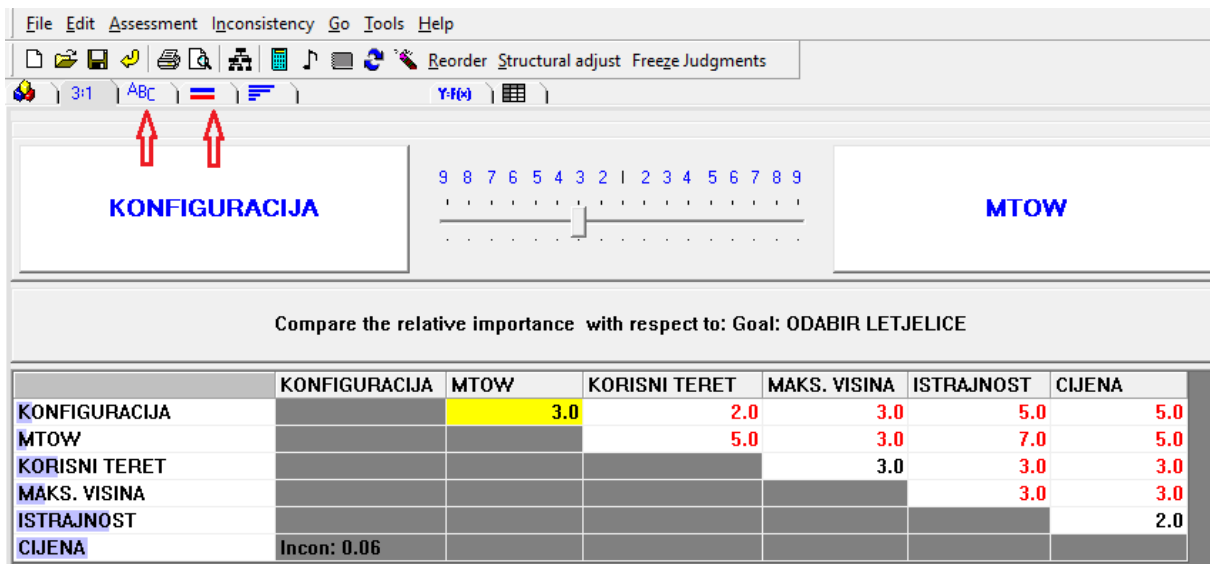 File Edit Assessment Inconsistency Go Tools Help
Reorder Structural adjust Freeze Judgments
3:1 ABC Y=F(x)
9 8 7 6 5 4 3 2 1 2 3 4 5 6 7 8 9
KONFIGURACIJA MTOW
Compare the relative importance with respect to: Goal: ODABIR LETJELICE
KONFIGURACIJA MTOW KORISNI TERET MAKS. VISINA ISTRAJNOST CIJENA
KONFIGURACIJA 3.0 2.0 3.0 5.0 5.0
MTOW 5.0 3.0 7.0 5.0
KORISNI TERET 3.0 3.0 3.0
MAKS. VISINA 3.0 3.0
ISTRAJNOST 2.0
CIJENA Incon: 0.06